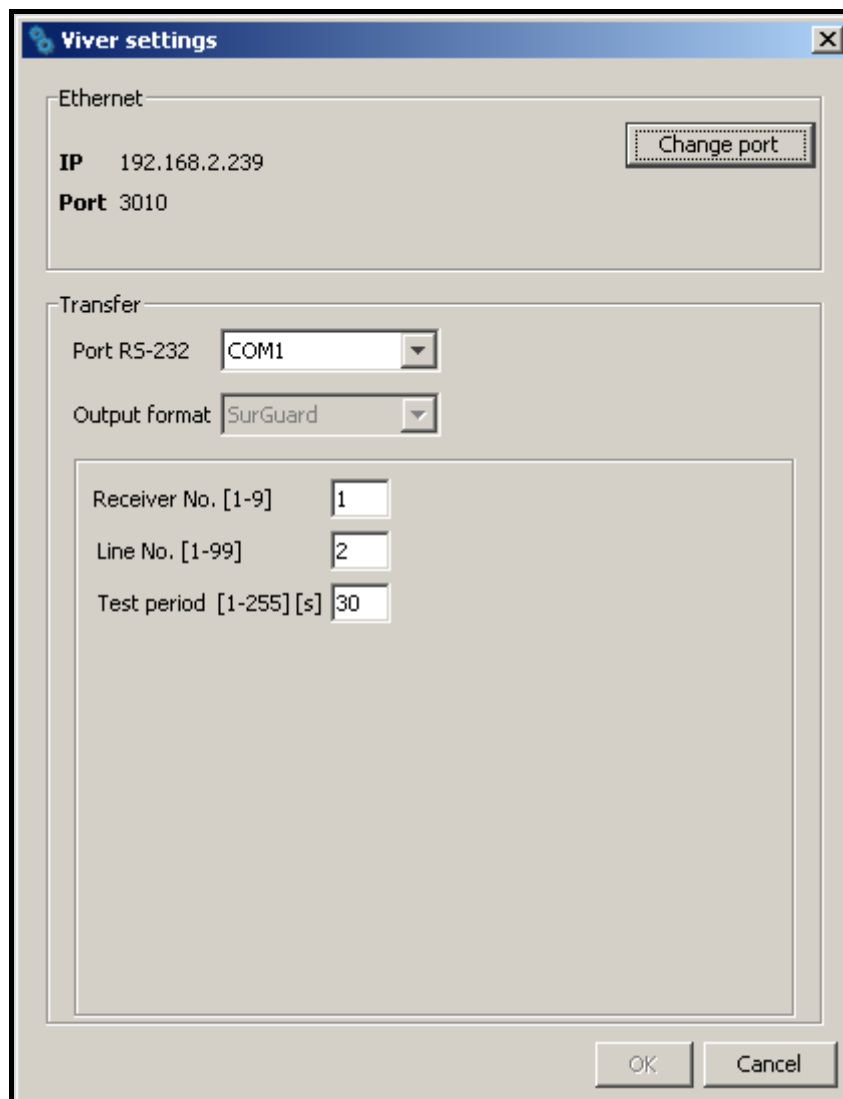 Viver settings
Ethernet
IP 192.168.2.239
Change port
Port 3010
Transfer
Port RS-232 COM1
Output format SurGuard
Receiver No. [1-9] 1
Line No. [1-99] 2
Test period [1-255] [s] 30
OK Cancel